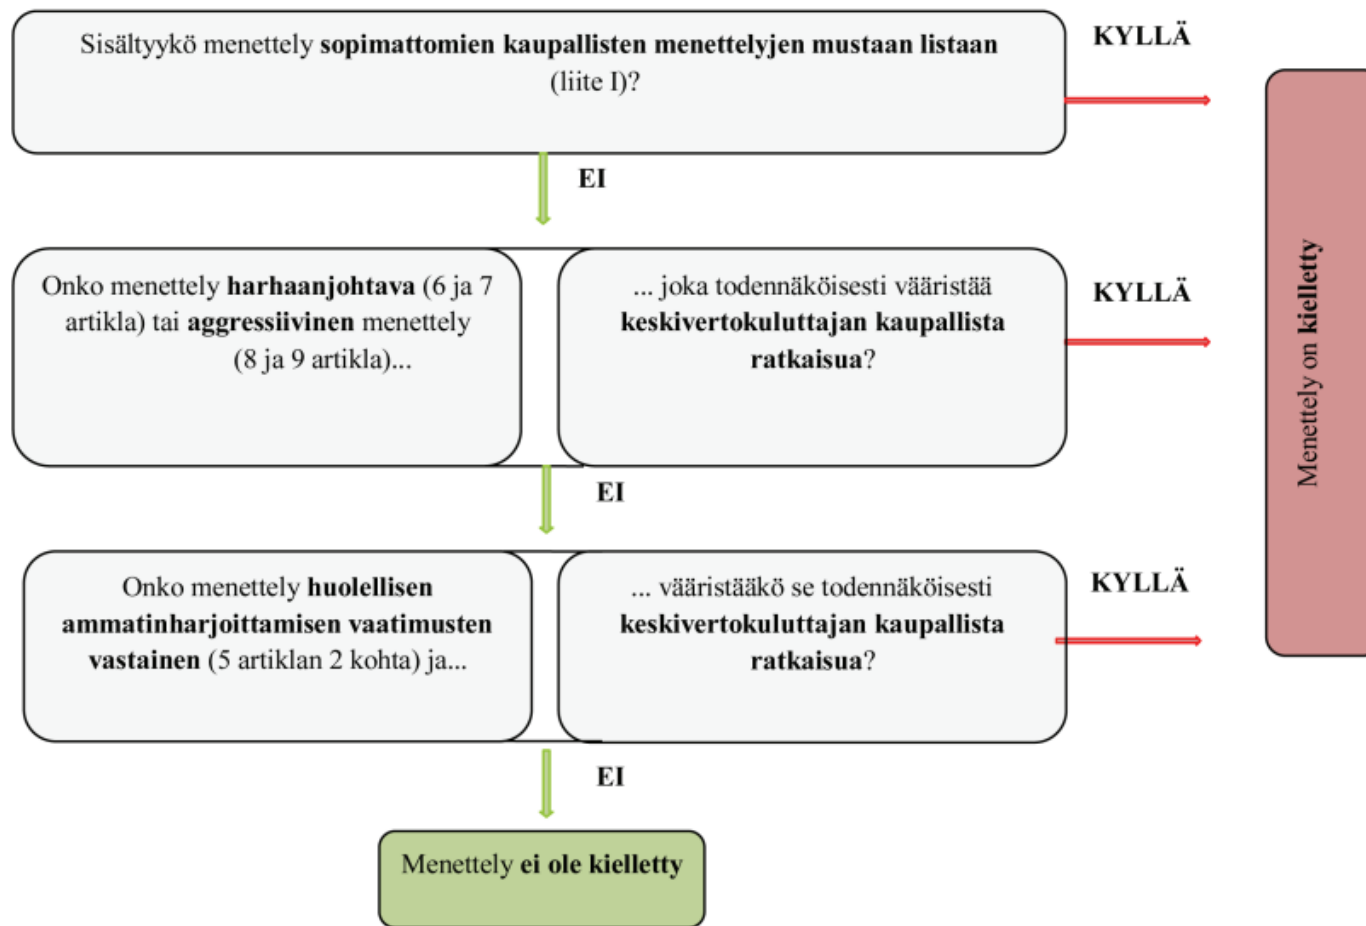 Sisältyykö menettely sopimattomien kaupallisten menettelyjen mustaan listaan
(liite I)?
KYLLÄ
EI
Onko menettely harhaanjohtava (6 ja 7
artikla) tai aggressiivinen menettely
(8 ja 9 artikla)...
... joka todennäköisesti vääristää
keskivertokuluttajan kaupallista
ratkaisua?
KYLLÄ
EI
Onko menettely huolellisen
ammatinharjoittamisen vaatimusten
vastainen (5 artiklan 2 kohta) ja...
... vääristääkö se todennäköisesti
keskivertokuluttajan kaupallista
ratkaisua?
KYLLÄ
EI
Menettely ei ole kielletty
Menettely on kielletty